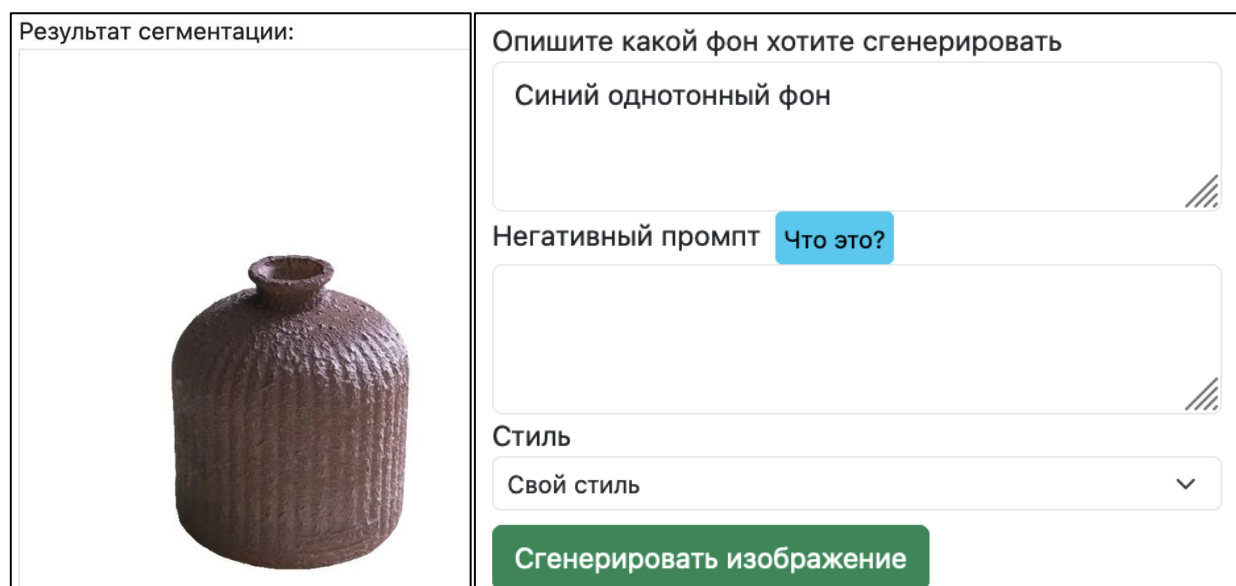 Результат сегментации:
Опишите какой фон хотите сгенерировать
Синий однотонный фон
Негативный промпт Что это?
Стиль
Свой стиль
Сгенерировать изображение